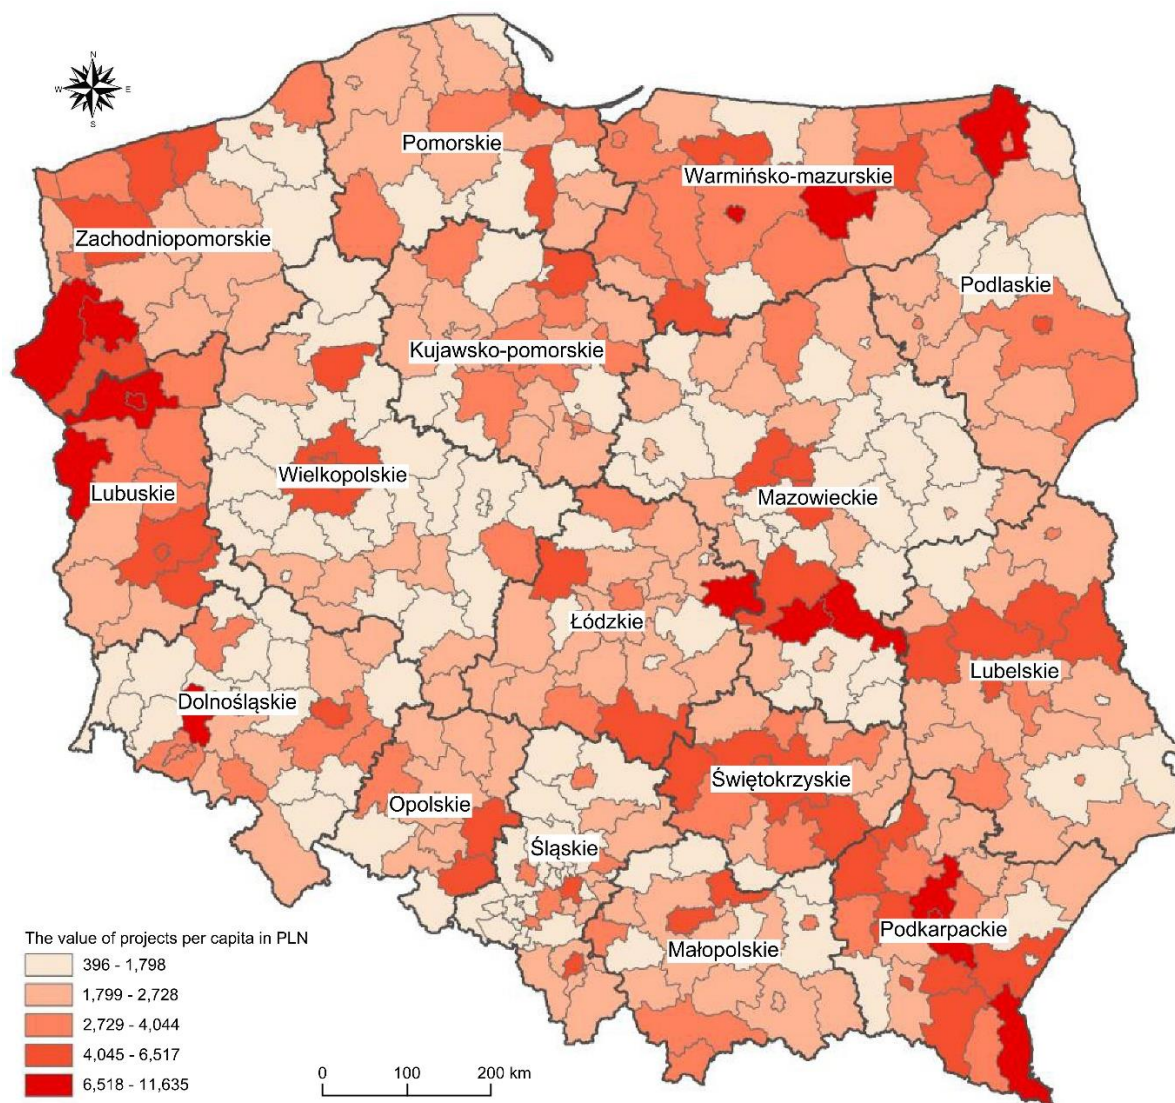 N
W E
S
Pomorskie
Warmińsko-mazurskie
Zachodniopomorskie
Podlaskie
Kujawsko-pomorskie
Wielkopolskie
Lubuskie
Mazowieckie
Łódzkie
Lubelskie
Dolnośląskie
Świętokrzyskie
Opolskie
Śląskie
Podkarpackie
Małopolskie
The value of projects per capita in PLN
396 - 1,798
1,799 - 2,728
2,729 - 4,044
4,045 - 6,517
6,518 - 11,635
0 100 200 km